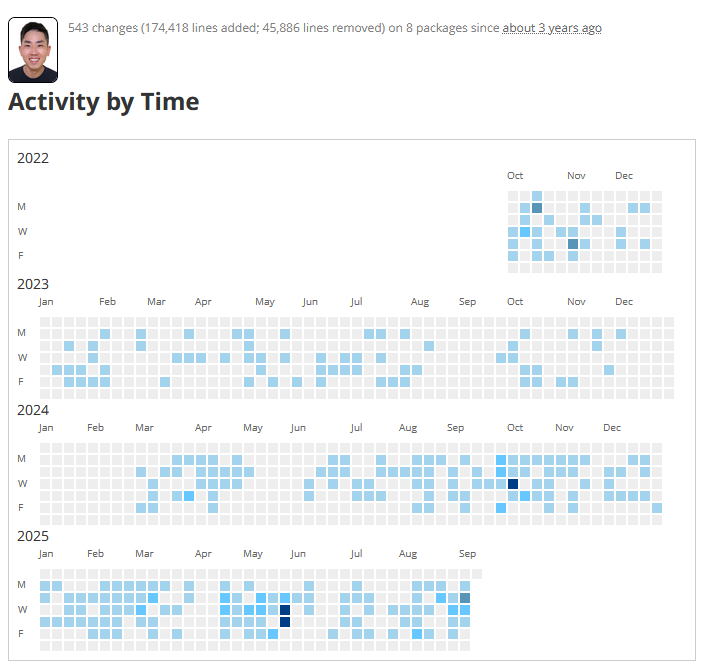 543 changes (174,418 lines added; 45,886 lines removed) on 8 packages since about 3 years ago
Activity by Time
2022
Oct Nov Dec
M
W
F
2023
Jan Feb Mar Apr May Jun Jul Aug Sep Oct Nov Dec
M
W
F
2024
Jan Feb Mar Apr May Jun Jul Aug Sep Oct Nov Dec
M
W
F
2025
Jan Feb Mar Apr May Jun Jul Aug Sep
M
W
F